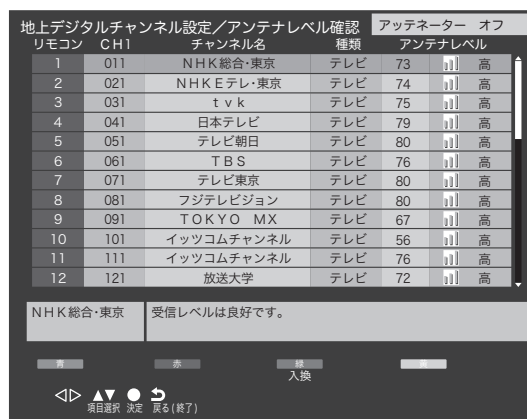 地上デジタルチャンネル設定／アンテナレベル確認 アッテネーター オフ
リモコン CH1 チャンネル名 種類 アンテナレベル
1 011 NHK総合･東京 テレビ 73 高
2 021 NHKEテレ･東京 テレビ 74 高
3 031 tvk テレビ 75 高
4 041 日本テレビ テレビ 79 高
5 051 テレビ朝日 テレビ 80 高
6 061 TBS テレビ 76 高
7 071 テレビ東京 テレビ 80 高
8 081 フジテレビジョン テレビ 80 高
9 091 TOKYO MX テレビ 67 高
10 101 イッツコムチャンネル テレビ 56 高
11 111 イッツコムチャンネル テレビ 76 高
12 121 放送大学 テレビ 72 高
NHK総合･東京 受信レベルは良好です。
青 赤 緑 黄
入換
項目選択 決定 戻る(終了)